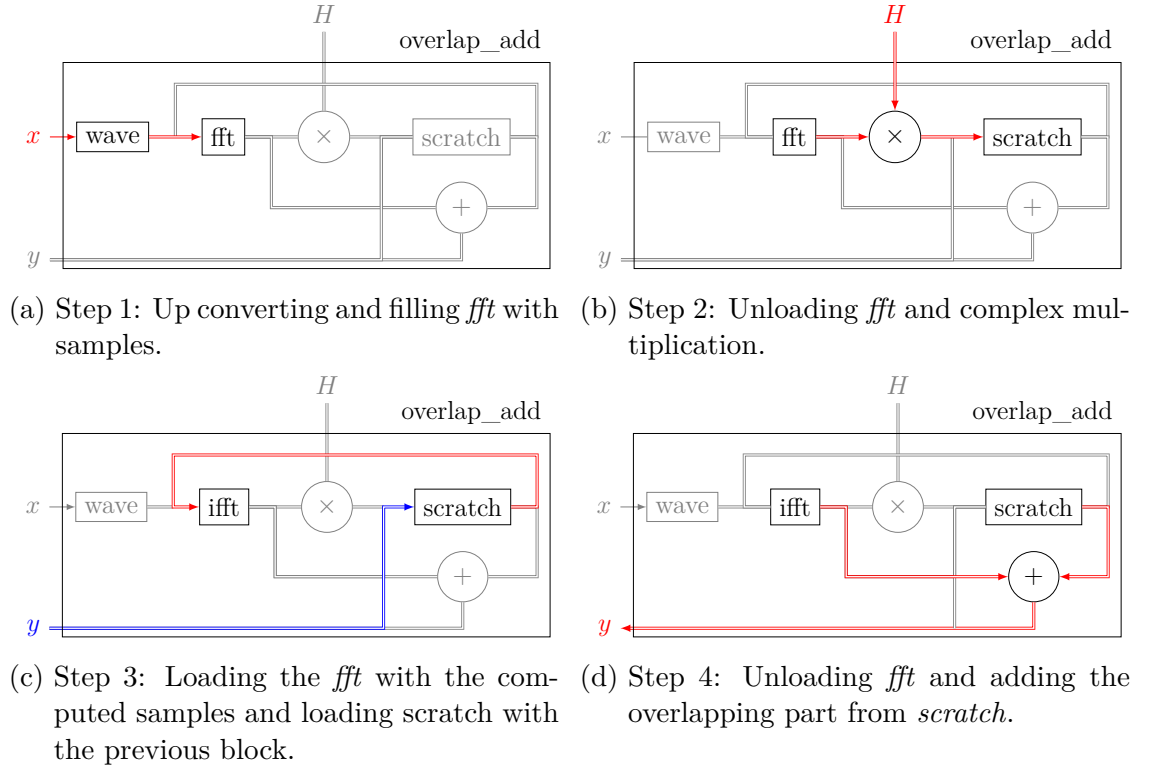 H
overlap_add
x
wave
fft
×
scratch
+
y
(a) Step 1: Up converting and filling fft with
samples.
H
overlap_add
x
wave
fft
×
scratch
+
y
(b) Step 2: Unloading fft and complex mul-
tiplication.
H
overlap_add
x
wave
ifft
×
scratch
+
y
(c) Step 3: Loading the fft with the com-
puted samples and loading scratch with
the previous block.
H
overlap_add
x
wave
ifft
×
scratch
+
y
(d) Step 4: Unloading fft and adding the
overlapping part from scratch.